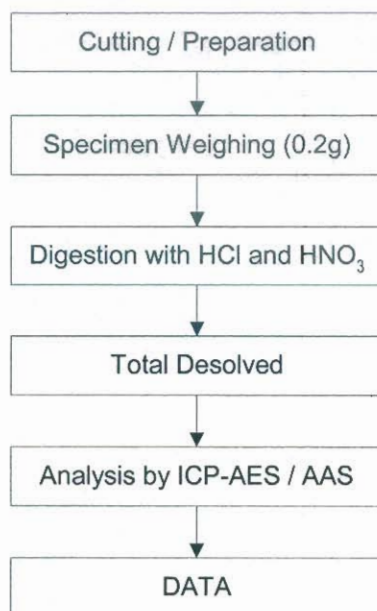 Cutting / Preparation
Specimen Weighing (0.2g)
Digestion with HCl and HNO₃
Total Desolved
Analysis by ICP-AES / AAS
DATA